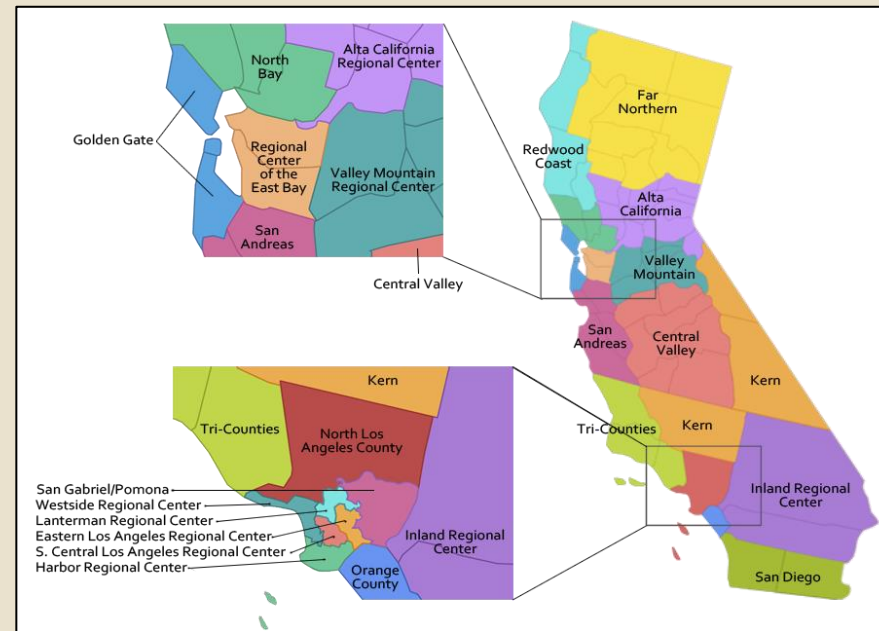 North
Bay
Alta California
Regional Center
Golden Gate
Regional
Center
of the
East Bay
Valley Mountain
Regional Center
San
Andreas
Central Valley
Far
Northern
Redwood
Coast
Alta
California
Valley
Mountain
San
Andreas
Central
Valley
Kern
Kern
Tri-Counties
Inland Regional
Center
San Diego
Kern
Tri-Counties
North Los
Angeles County
San Gabriel/Pomona
Westside Regional Center
Lanterman Regional Center
Eastern Los Angeles Regional Center
S. Central Los Angeles Regional Center
Harbor Regional Center
Inland Regional
Center
Orange
County